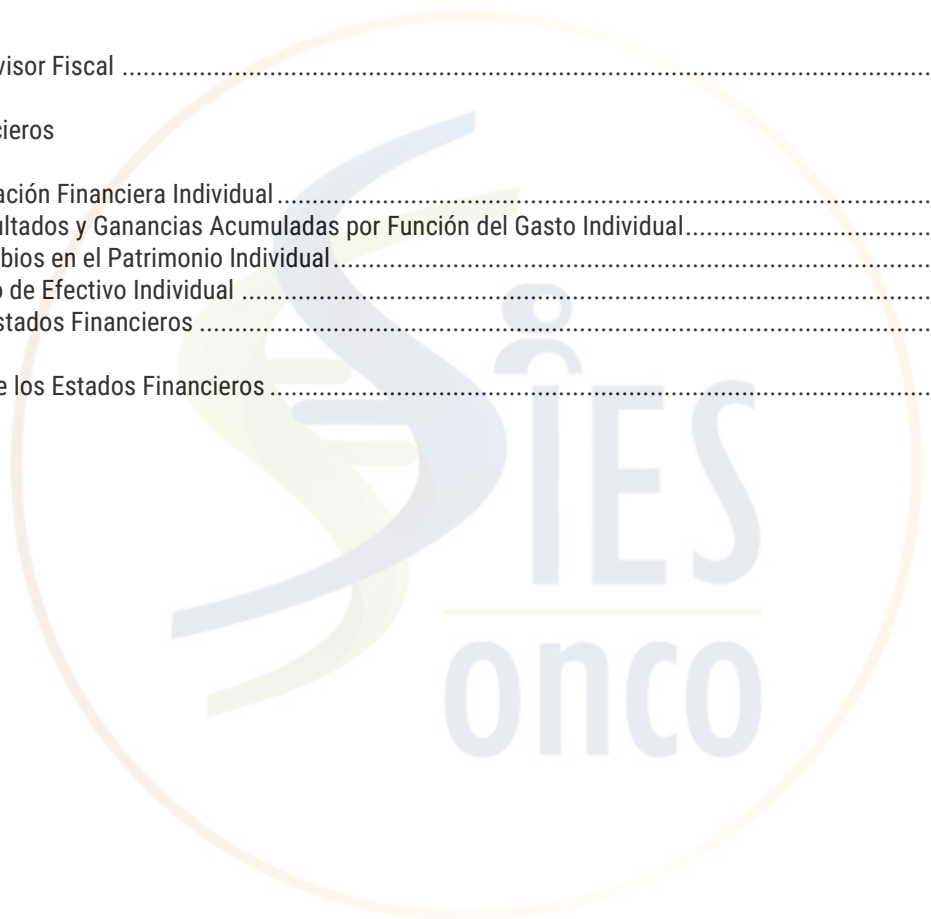 visor Fiscal ........................................................................................................................
cieros
ación Financiera Individual ..............................................................................................
ultados y Ganancias Acumuladas por Función del Gasto Individual ...................................
bios en el Patrimonio Individual .....................................................................................
o de Efectivo Individual ...................................................................................................
stados Financieros .........................................................................................................
e los Estados Financieros ...............................................................................................
SIES
onco